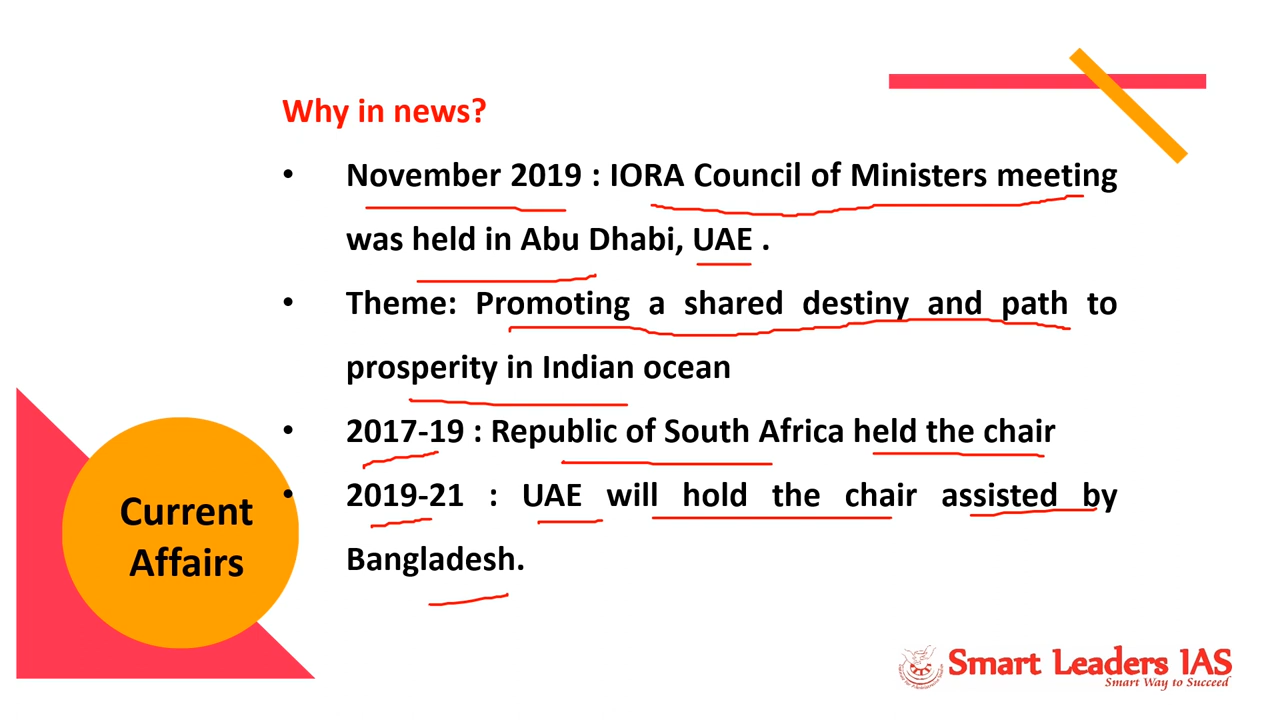 Why in news?
• November 2019 : IORA Council of Ministers meeting
was held in Abu Dhabi, UAE .
• Theme: Promoting a shared destiny and path to
prosperity in Indian ocean
• 2017-19 : Republic of South Africa held the chair
• 2019-21 : UAE will hold the chair assisted by
Bangladesh.
Current
Affairs
Smart Leaders IAS
Smart Way to Succeed